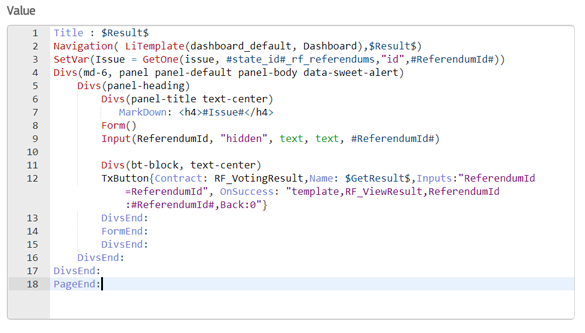 Value
1 Title : $Result$
2 Navigation( LiTemplate(dashboard_default, Dashboard),$Result$)
3 SetVar(Issue = GetOne(issue, #state_id#_rf_referendums,"id",#ReferendumId#))
4 Divs(md-6, panel panel-default panel-body data-sweet-alert)
5 Divs(panel-heading)
6 Divs(panel-title text-center)
7 MarkDown: <h4>#Issue#</h4>
8 Form()
9 Input(ReferendumId, "hidden", text, text, #ReferendumId#)
10
11 Divs(bt-block, text-center)
12 TxButton{Contract: RF_VotingResult,Name: $GetResult$,Inputs:"ReferendumId
=ReferendumId", OnSuccess: "template,RF_ViewResult,ReferendumId
:#ReferendumId#,Back:0"}
13 DivsEnd:
14 FormEnd:
15 DivsEnd:
16 DivsEnd:
17 DivsEnd:
18 PageEnd: